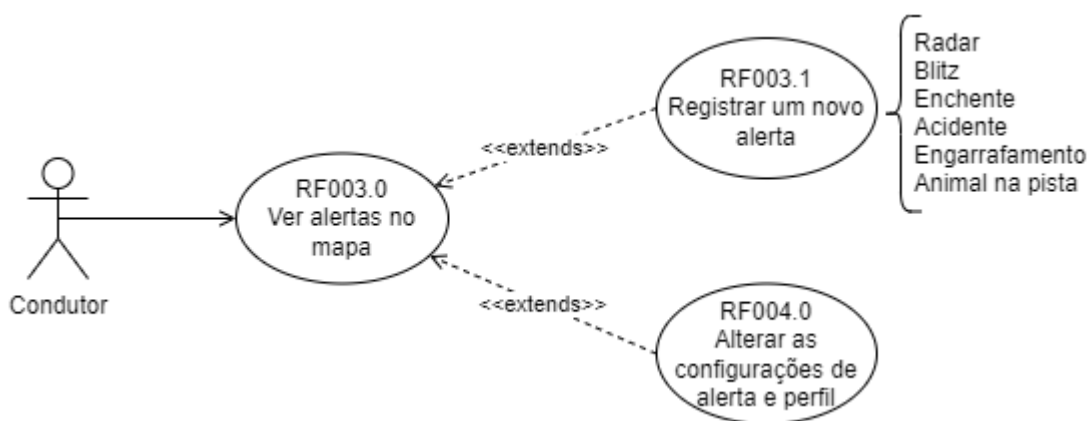 Condutor
RF003.0
Ver alertas no
mapa
<<extends>>
RF003.1
Registrar um novo
alerta
Radar
Blitz
Enchente
Acidente
Engarrafamento
Animal na pista
<<extends>>
RF004.0
Alterar as
configurações de
alerta e perfil